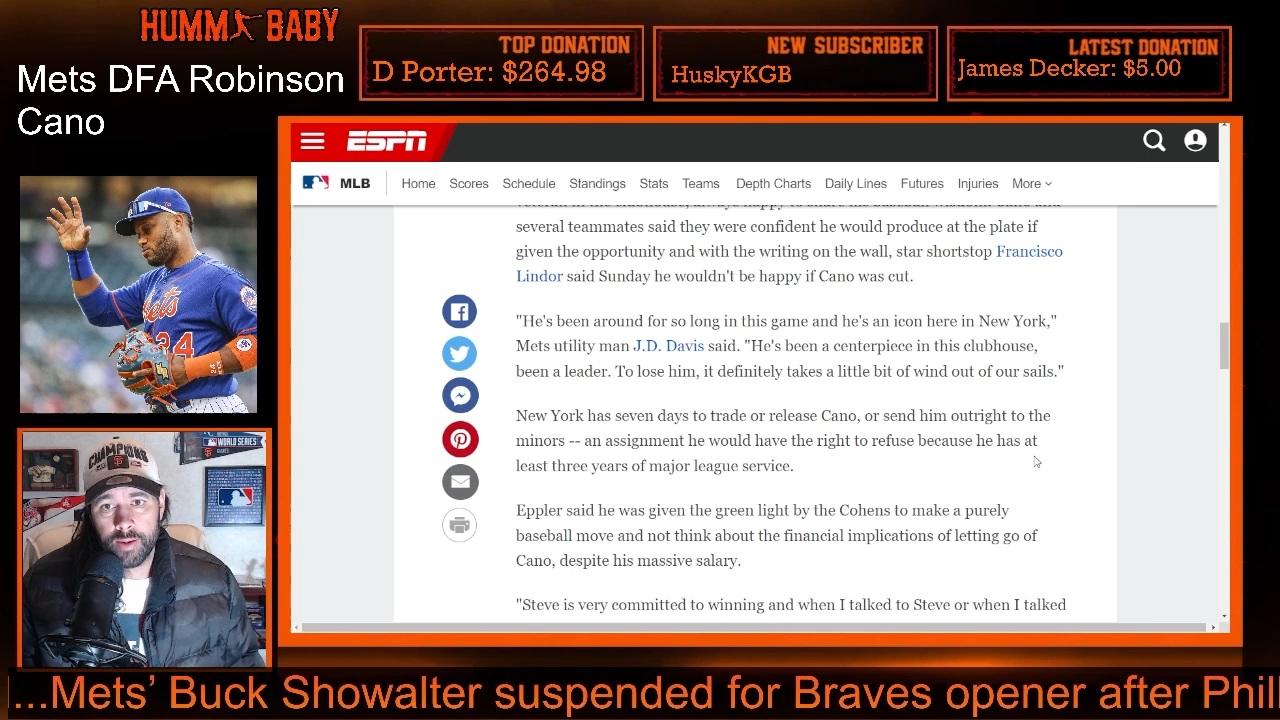 HUMM BABY
Mets DFA Robinson
Cano
TOP DONATION
D Porter: $264.98
NEW SUBSCRIBER
HuskyKGB
LATEST DONATION
James Decker: $5.00
ESPN
MLB Home Scores Schedule Standings Stats Teams Depth Charts Daily Lines Futures Injuries More
several teammates said they were confident he would produce at the plate if
given the opportunity and with the writing on the wall, star shortstop Francisco
Lindor said Sunday he wouldn't be happy if Cano was cut.
"He's been around for so long in this game and he's an icon here in New York,"
Mets utility man J.D. Davis said. "He's been a centerpiece in this clubhouse,
been a leader. To lose him, it definitely takes a little bit of wind out of our sails."
New York has seven days to trade or release Cano, or send him outright to the
minors -- an assignment he would have the right to refuse because he has at
least three years of major league service.
Eppler said he was given the green light by the Cohens to make a purely
baseball move and not think about the financial implications of letting go of
Cano, despite his massive salary.
"Steve is very committed to winning and when I talked to Steve or when I talked
Mets
24
CHAMPIONS
WORLD SERIES
...Mets' Buck Showalter suspended for Braves opener after Phil